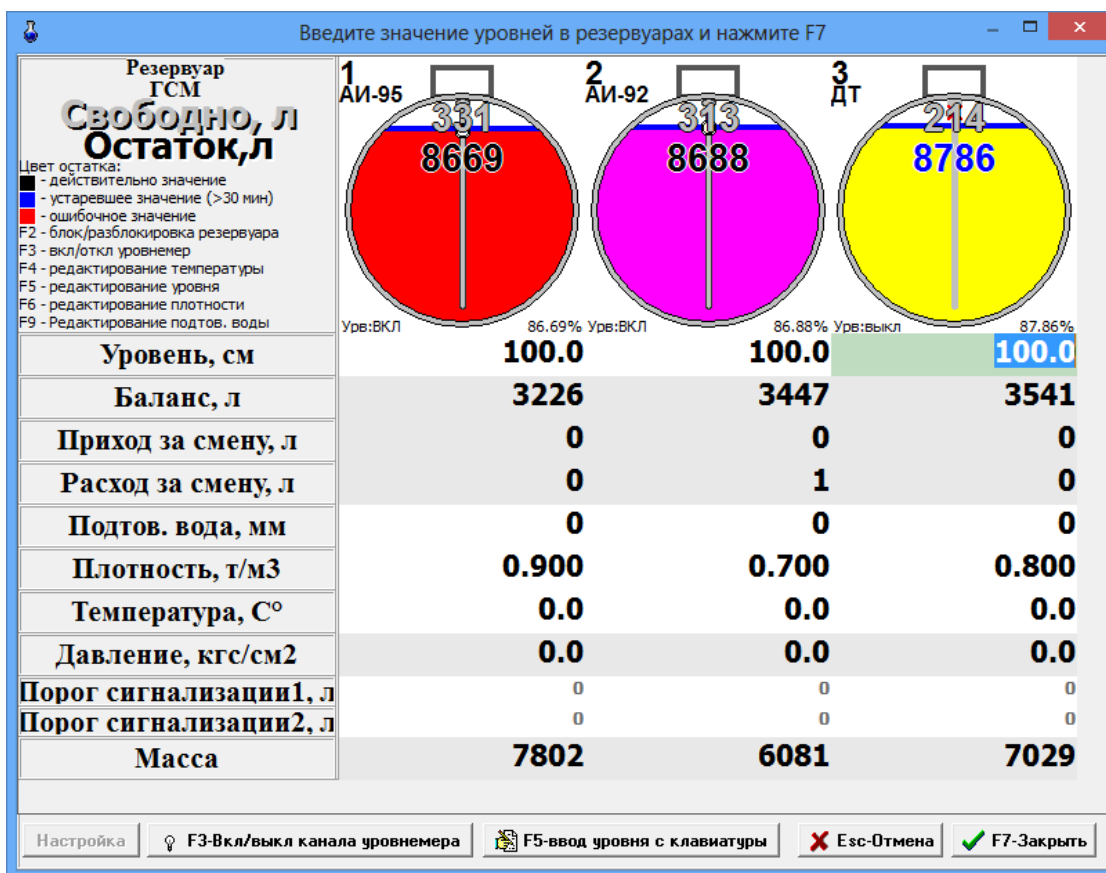 Введите значение уровней в резервуарах и нажмите F7
Резервуар
ГСМ
Свободно, л
Остаток,л
Цвет остатка:
- действительно значение
- устаревшее значение (>30 мин)
- ошибочное значение
F2 - блок/разблокировка резервуара
F3 - вкл/откл уровнемер
F4 - редактирование температуры
F5 - редактирование уровня
F6 - редактирование плотности
F9 - Редактирование подтов. воды
1
АИ-95
331
8669
Урв:ВКЛ 86.69%
2
АИ-92
313
8688
Урв:ВКЛ 86.88%
3
ДТ
214
8786
Урв:выкл 87.86%
Уровень, см 100.0 100.0 100.0
Баланс, л 3226 3447 3541
Приход за смену, л 0 0 0
Расход за смену, л 0 1 0
Подтов. вода, мм 0 0 0
Плотность, т/м3 0.900 0.700 0.800
Температура, C° 0.0 0.0 0.0
Давление, кгс/см2 0.0 0.0 0.0
Порог сигнализации1, л 0 0 0
Порог сигнализации2, л 0 0 0
Масса 7802 6081 7029
Настройка F3-Вкл/выкл канала уровнемера F5-ввод уровня с клавиатуры Esc-Отмена F7-Закрыть